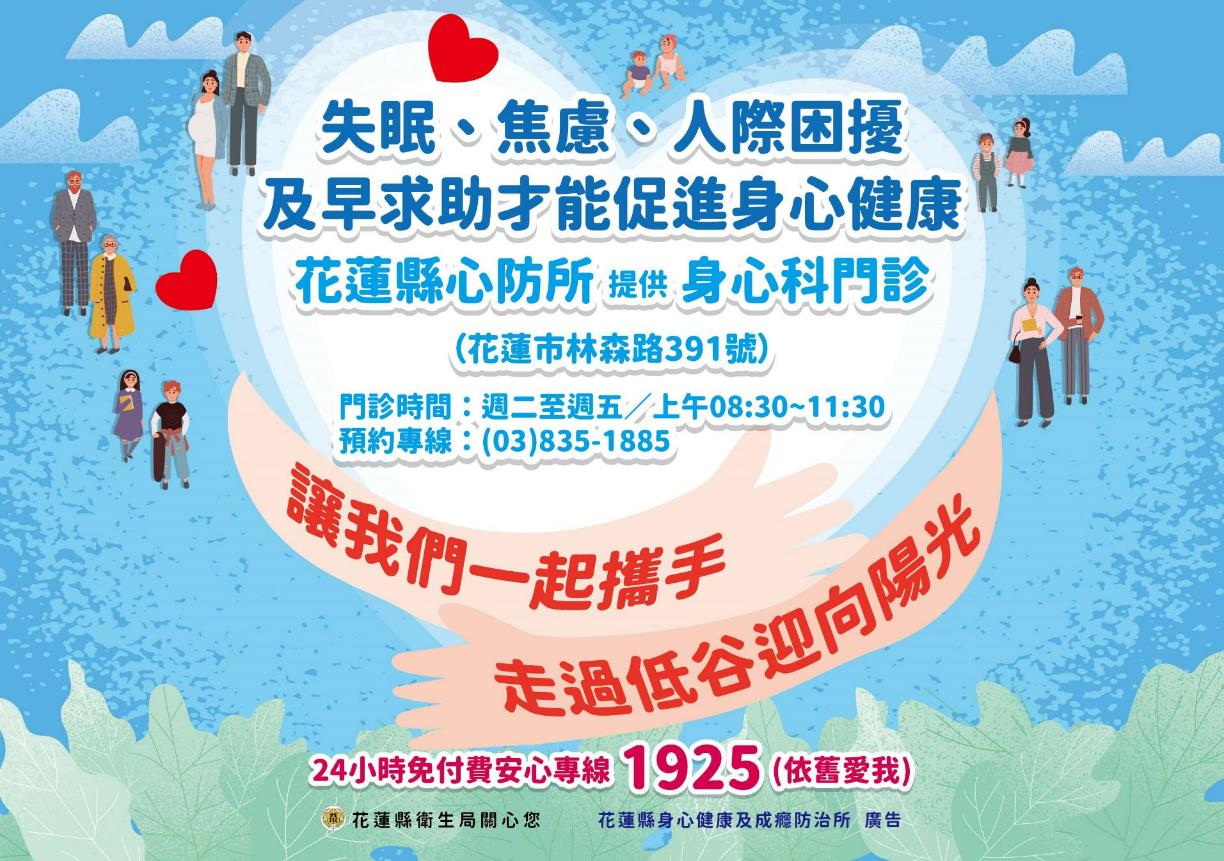 失眠、焦慮、人際困擾
及早求助才能促進身心健康
花蓮縣心防所 提供 身心科門診
（花蓮市林森路391號）
門診時間：週二至週五／上午08:30~11:30
預約專線：(03)835-1885
讓我們一起攜手
走過低谷迎向陽光
24小時免付費安心專線 1925 (依舊愛我)
花蓮縣衛生局關心您 花蓮縣身心健康及成癮防治所 廣告